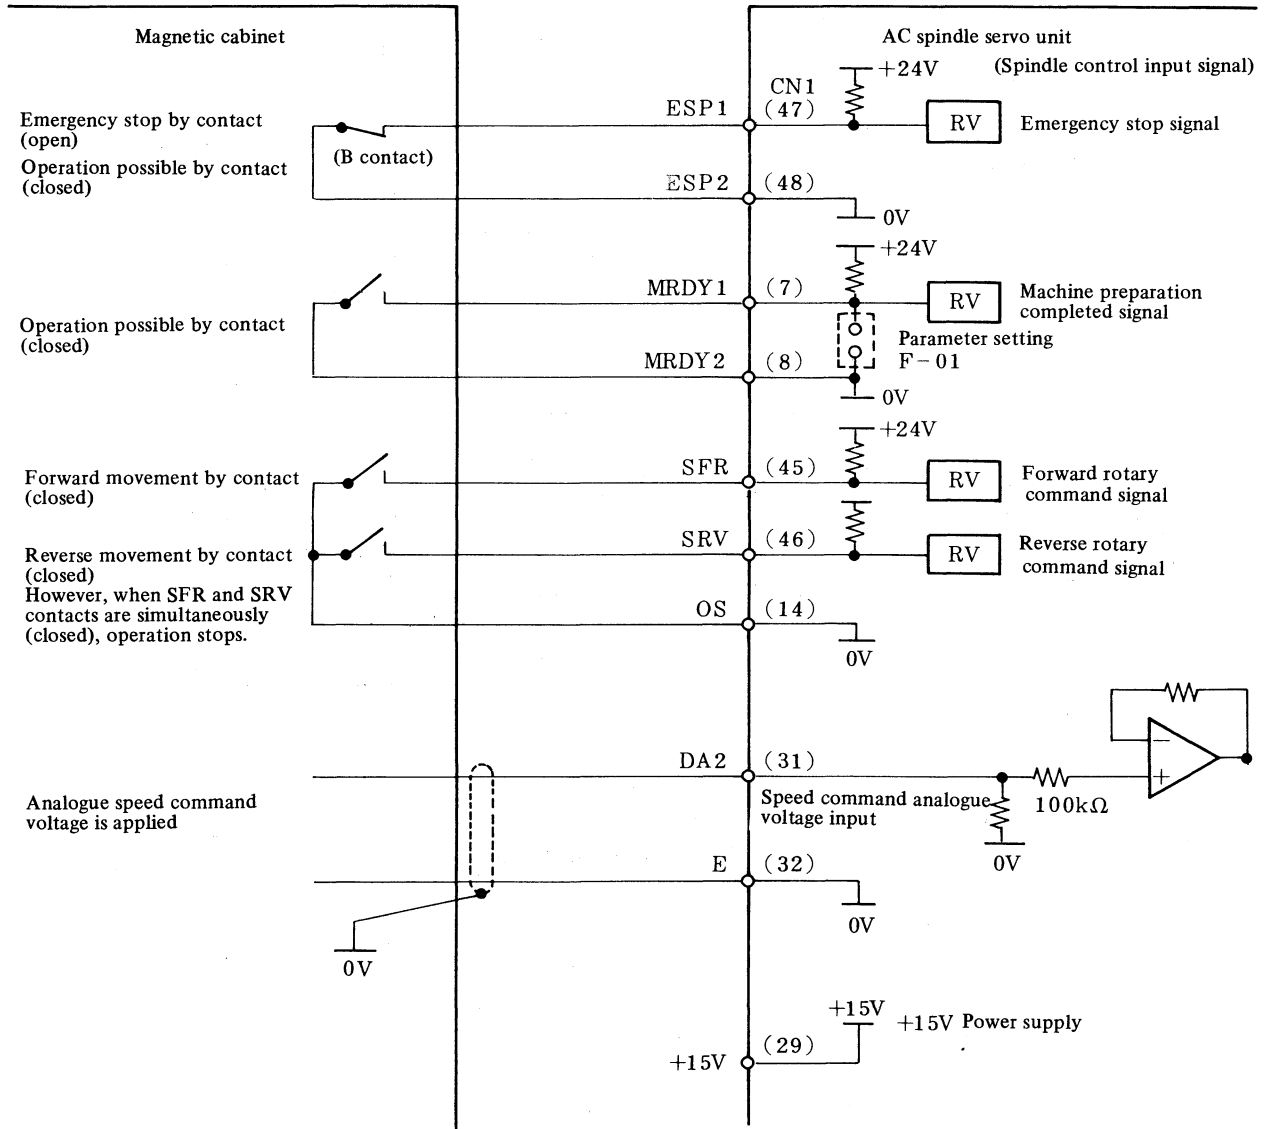 Magnetic cabinet
AC spindle servo unit
(Spindle control input signal)
+24V
CN1
ESP1
(47)
RV
Emergency stop signal
Emergency stop by contact
(open)
(B contact)
Operation possible by contact
(closed)
ESP2
(48)
0V
+24V
MRDY1
(7)
RV
Machine preparation
completed signal
Operation possible by contact
(closed)
Parameter setting
F-01
MRDY2
(8)
0V
+24V
Forward movement by contact
(closed)
SFR
(45)
RV
Forward rotary
command signal
SRV
(46)
RV
Reverse rotary
command signal
Reverse movement by contact
(closed)
However, when SFR and SRV
contacts are simultaneously
(closed), operation stops.
OS
(14)
0V
DA2
(31)
−
+
100kΩ
Speed command analogue
voltage input
0V
Analogue speed command
voltage is applied
E
(32)
0V
0V
+15V
+15V Power supply
+15V
(29)